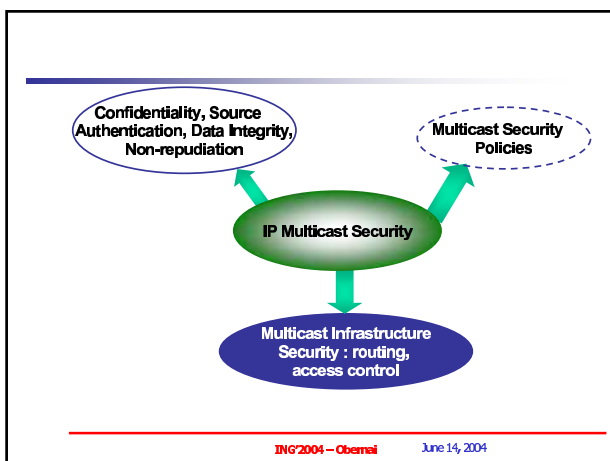 Confidentiality, Source
Authentication, Data Integrity,
Non-repudiation
Multicast Security
Policies
IP Multicast Security
Multicast Infrastructure
Security : routing,
access control
ING'2004 – Obernai
June 14, 2004